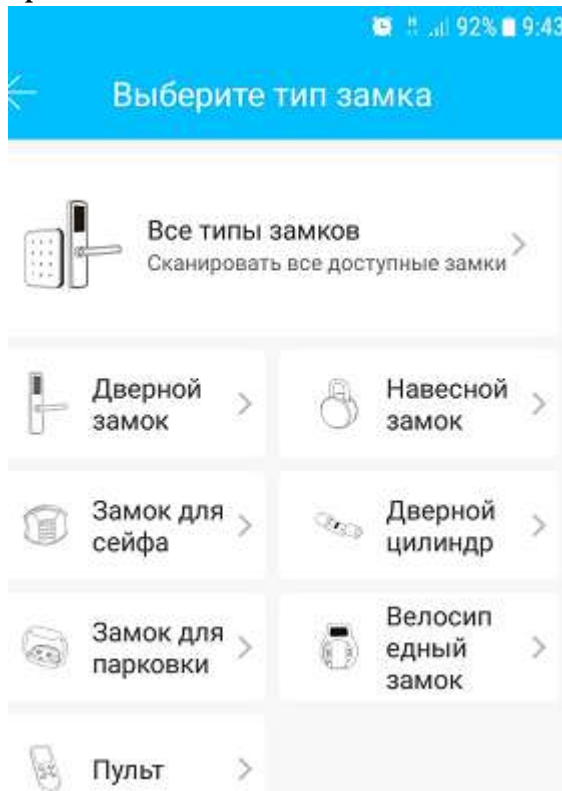 92% 9:43
Выберите тип замка
Все типы замков
Сканировать все доступные замки
Дверной
замок
Навесной
замок
Замок для
сейфа
Дверной
цилиндр
Замок для
парковки
Велосип
едный
замок
Пульт